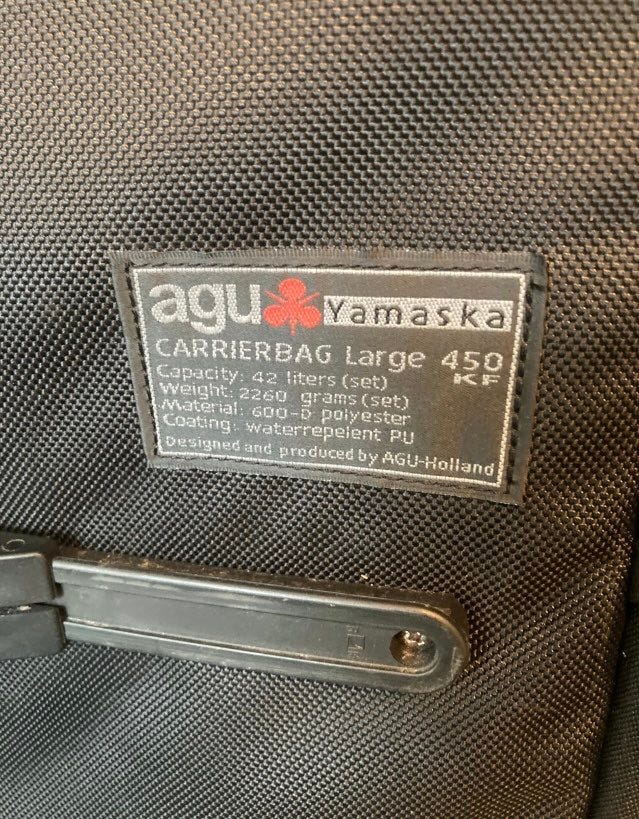 agu Yamaska
CARRIERBAG Large 450
KF
Capacity: 42 liters (set)
Weight: 2260 grams (set)
Material: 600-D polyester
Coating: waterrepelent PU
Designed and produced by AGU-Holland